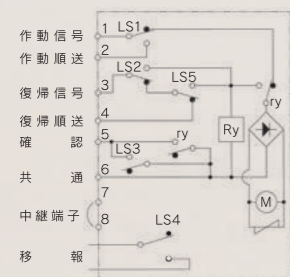 作動信号 1 LS1
作動順送 2
LS2
復帰信号 3 LS5
ry
復帰順送 4
Ry
確認 5 ry
LS3
共通 6
7
M
中継端子
8 LS4
移報